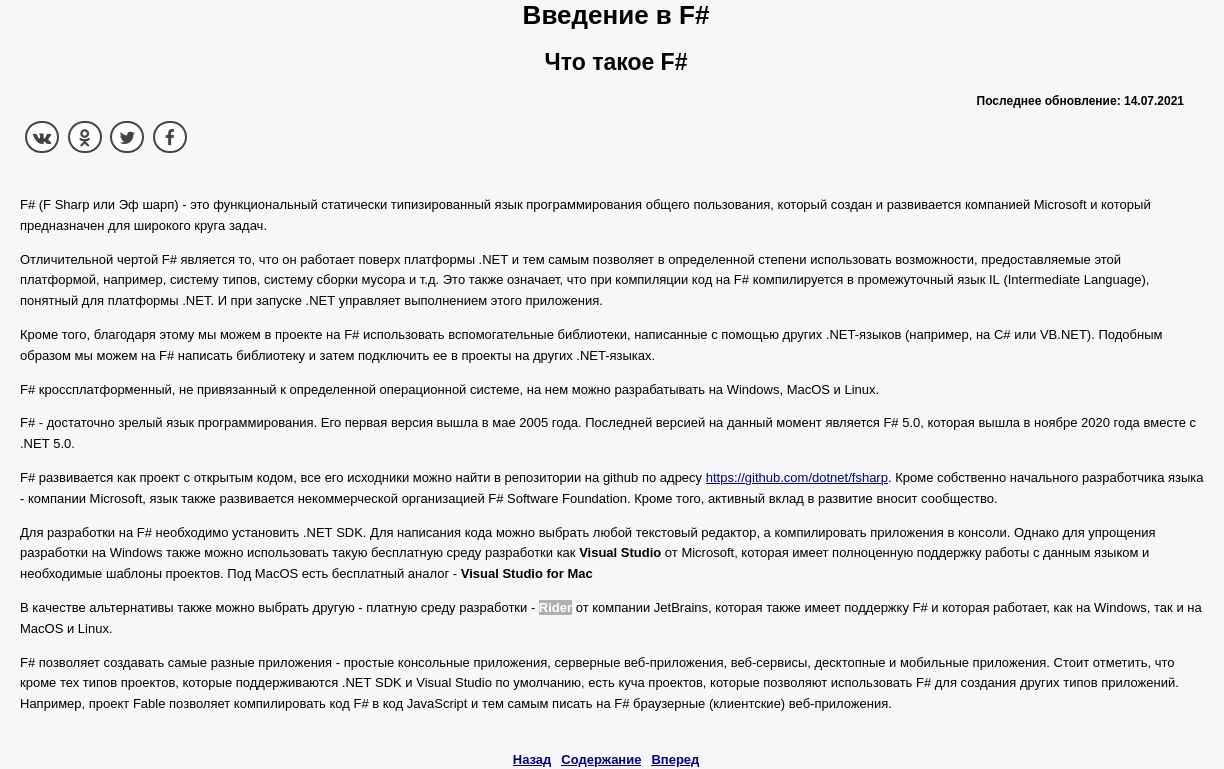 Введение в F#
Что такое F#
Последнее обновление: 14.07.2021
F# (F Sharp или Эф шарп) - это функциональный статически типизированный язык программирования общего пользования, который создан и развивается компанией Microsoft и который
предназначен для широкого круга задач.
Отличительной чертой F# является то, что он работает поверх платформы .NET и тем самым позволяет в определенной степени использовать возможности, предоставляемые этой
платформой, например, систему типов, систему сборки мусора и т.д. Это также означает, что при компиляции код на F# компилируется в промежуточный язык IL (Intermediate Language),
понятный для платформы .NET. И при запуске .NET управляет выполнением этого приложения.
Кроме того, благодаря этому мы можем в проекте на F# использовать вспомогательные библиотеки, написанные с помощью других .NET-языков (например, на C# или VB.NET). Подобным
образом мы можем на F# написать библиотеку и затем подключить ее в проекты на других .NET-языках.
F# кроссплатформенный, не привязанный к определенной операционной системе, на нем можно разрабатывать на Windows, MacOS и Linux.
F# - достаточно зрелый язык программирования. Его первая версия вышла в мае 2005 года. Последней версией на данный момент является F# 5.0, которая вышла в ноябре 2020 года вместе с
.NET 5.0.
F# развивается как проект с открытым кодом, все его исходники можно найти в репозитории на github по адресу https://github.com/dotnet/fsharp. Кроме собственно начального разработчика языка
- компании Microsoft, язык также развивается некоммерческой организацией F# Software Foundation. Кроме того, активный вклад в развитие вносит сообщество.
Для разработки на F# необходимо установить .NET SDK. Для написания кода можно выбрать любой текстовый редактор, а компилировать приложения в консоли. Однако для упрощения
разработки на Windows также можно использовать такую бесплатную среду разработки как Visual Studio от Microsoft, которая имеет полноценную поддержку работы с данным языком и
необходимые шаблоны проектов. Под MacOS есть бесплатный аналог - Visual Studio for Mac
В качестве альтернативы также можно выбрать другую - платную среду разработки - Rider от компании JetBrains, которая также имеет поддержку F# и которая работает, как на Windows, так и на
MacOS и Linux.
F# позволяет создавать самые разные приложения - простые консольные приложения, серверные веб-приложения, веб-сервисы, десктопные и мобильные приложения. Стоит отметить, что
кроме тех типов проектов, которые поддерживаются .NET SDK и Visual Studio по умолчанию, есть куча проектов, которые позволяют использовать F# для создания других типов приложений.
Например, проект Fable позволяет компилировать код F# в код JavaScript и тем самым писать на F# браузерные (клиентские) веб-приложения.
Назад Содержание Вперед